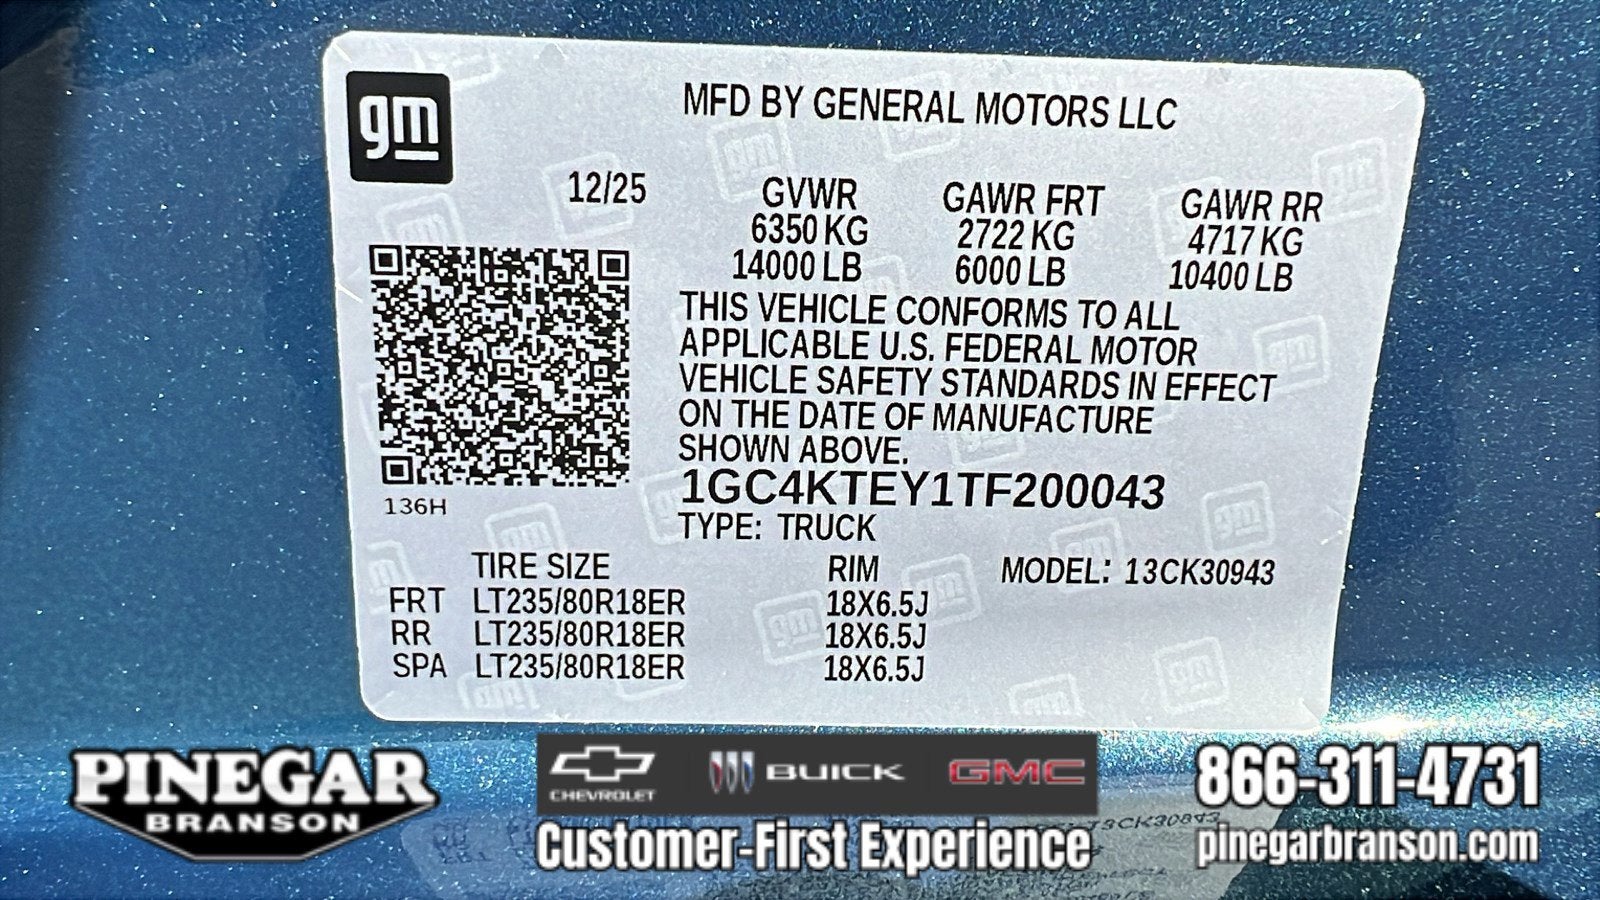 gm
MFD BY GENERAL MOTORS LLC
12/25
GVWR GAWR FRT GAWR RR
6350 KG 2722 KG 4717 KG
14000 LB 6000 LB 10400 LB
THIS VEHICLE CONFORMS TO ALL
APPLICABLE U.S. FEDERAL MOTOR
VEHICLE SAFETY STANDARDS IN EFFECT
ON THE DATE OF MANUFACTURE
SHOWN ABOVE.
1GC4KTEY1TF200043
136H
TYPE: TRUCK
TIRE SIZE RIM MODEL: 13CK30943
FRT LT235/80R18ER 18X6.5J
RR LT235/80R18ER 18X6.5J
SPA LT235/80R18ER 18X6.5J
PINEGAR
BRANSON
CHEVROLET BUICK GMC
Customer-First Experience
866-311-4731
pinegarbranson.com